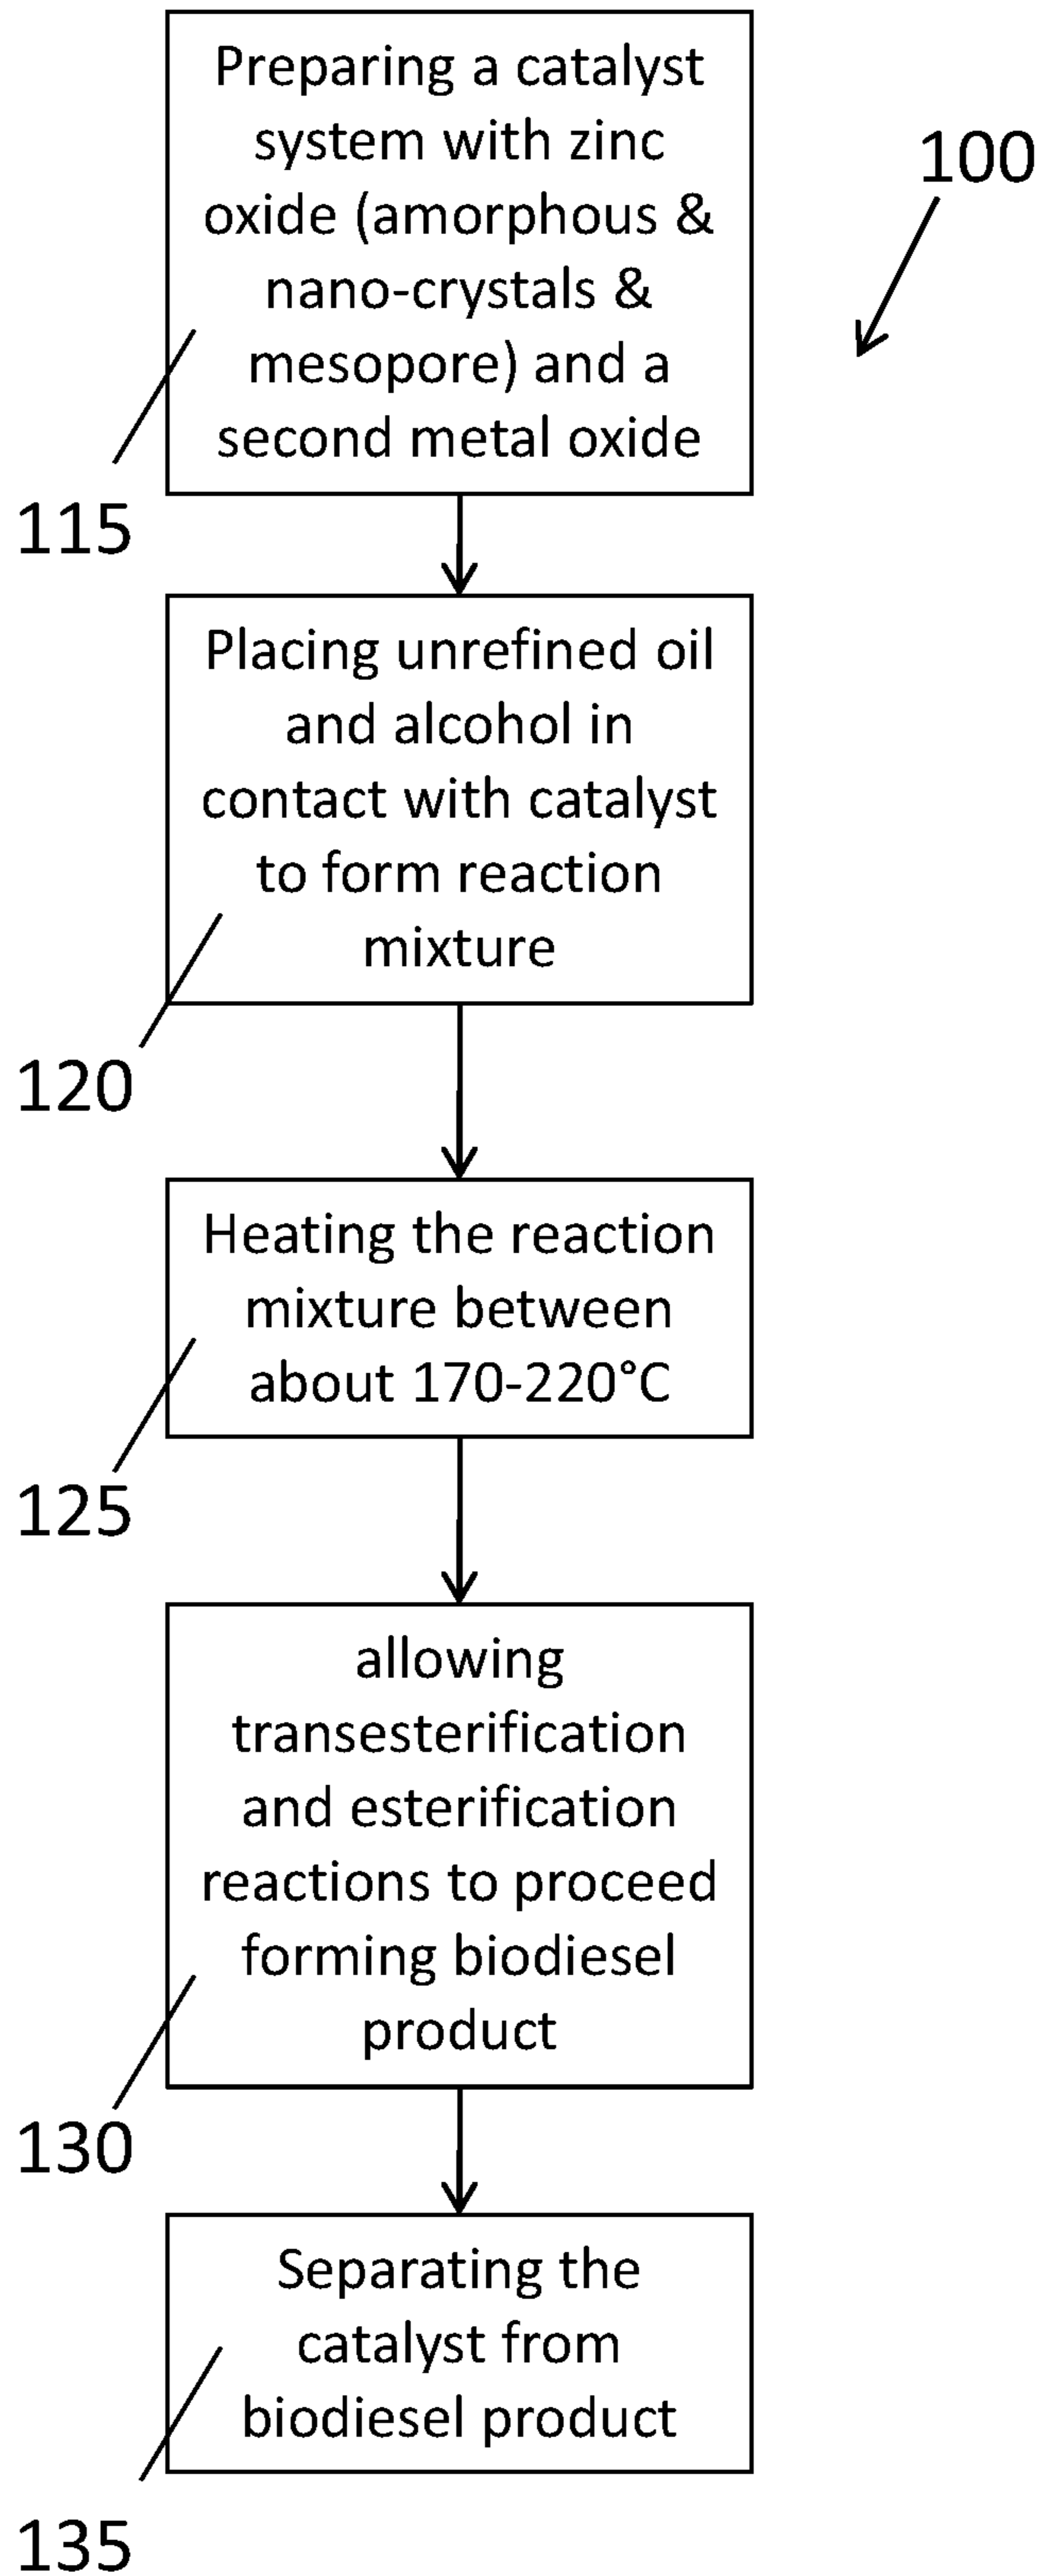 Preparing a catalyst
system with zinc
oxide (amorphous &
nano-crystals &
mesopore) and a
second metal oxide
100
115
Placing unrefined oil
and alcohol in
contact with catalyst
to form reaction
mixture
120
Heating the reaction
mixture between
about 170-220°C
125
allowing
transesterification
and esterification
reactions to proceed
forming biodiesel
product
130
Separating the
catalyst from
biodiesel product
135